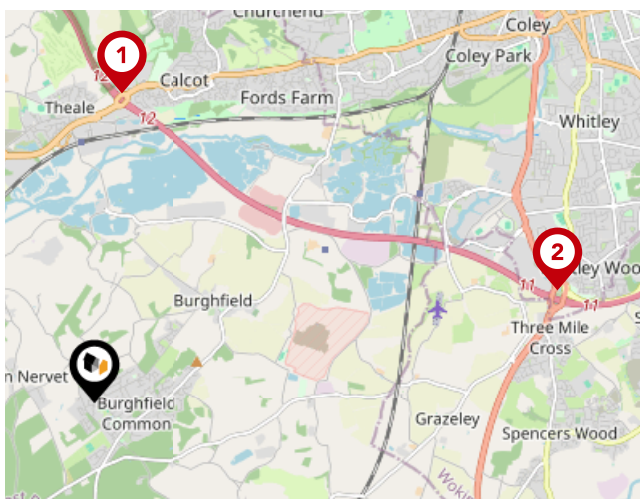 Churchend
Coley
1
Coley Park
12
Calcot
Fords Farm
Theale
12
Whitley
2
ley Woo
11
11
Burghfield
Three Mile
Cross
S
n Nervet
Burghfield
Common
Grazeley
Spencers Wood
Woki